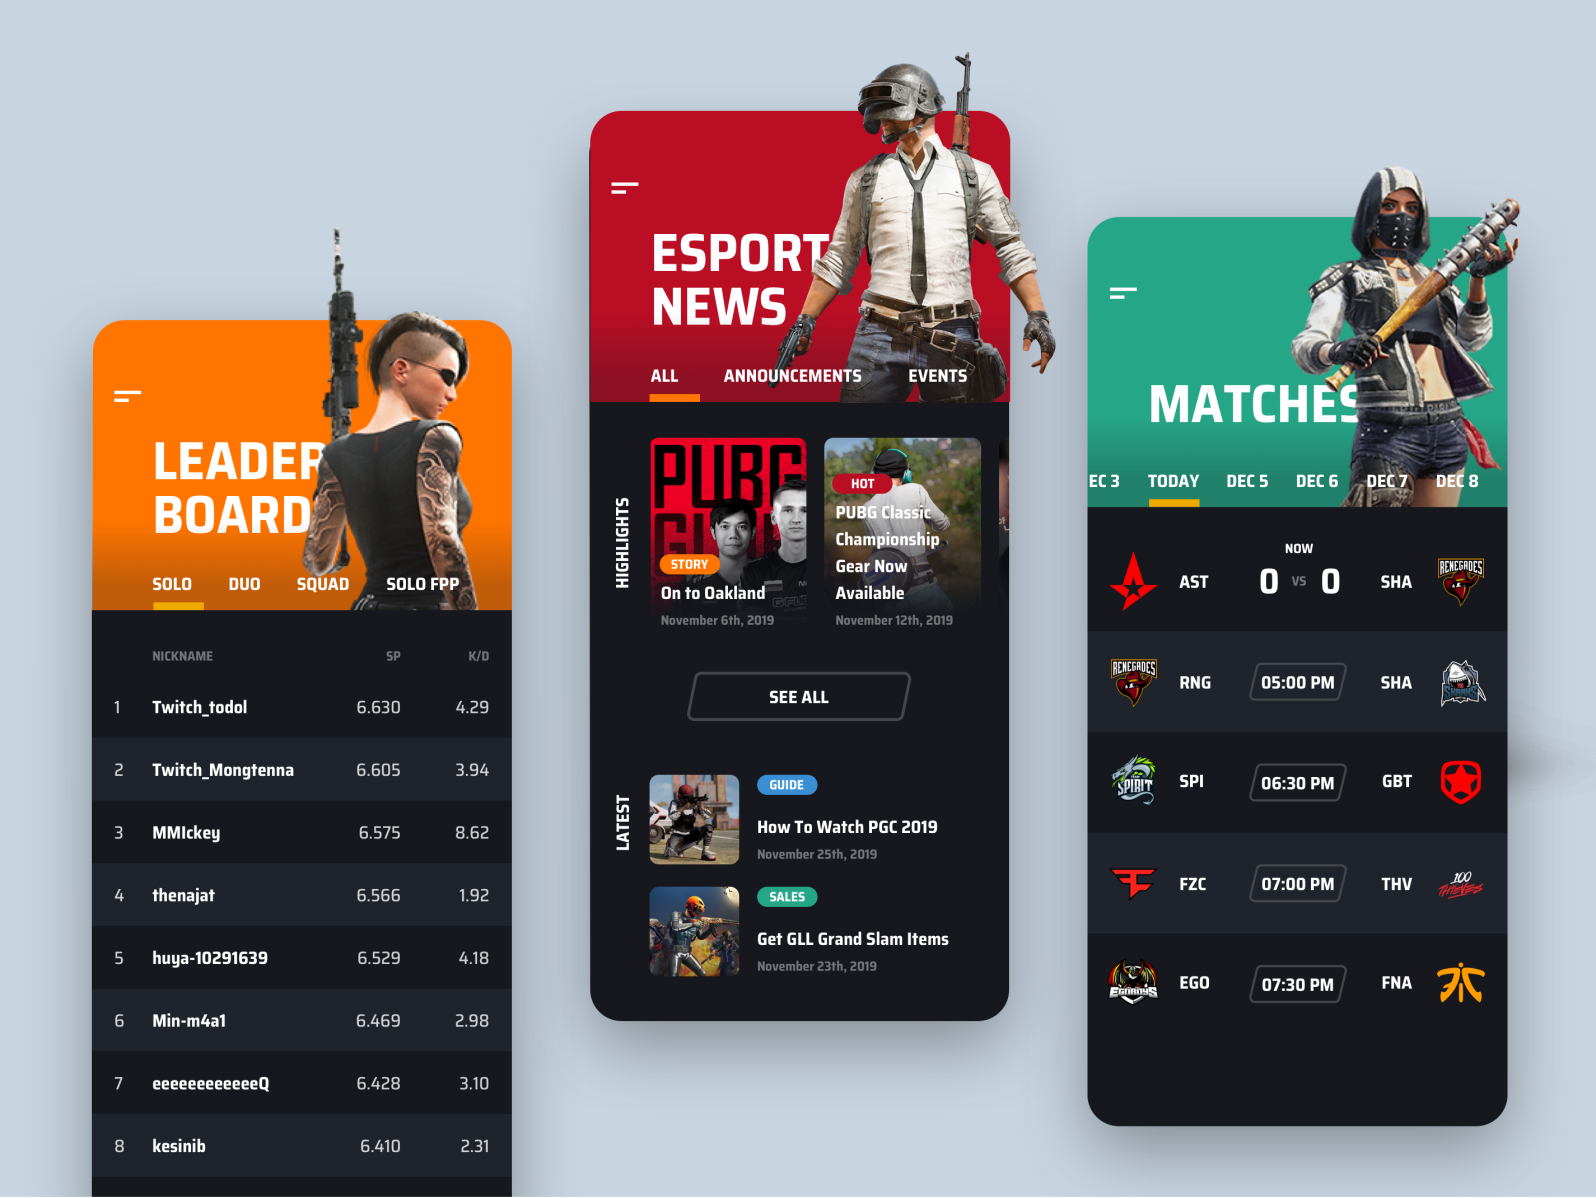 LEADER
BOARD
SOLO DUO SQUAD SOLO FPP
NICKNAME SP K/D
1 Twitch_todol 6.630 4.29
2 Twitch_Mongtenna 6.605 3.94
3 MMIckey 6.575 8.62
4 thenajat 6.566 1.92
5 huya-10291639 6.529 4.18
6 Min-m4a1 6.469 2.98
7 eeeeeeeeeeeeQ 6.428 3.10
8 kesinib 6.410 2.31
ESPORT
NEWS
ALL ANNOUNCEMENTS EVENTS
HIGHLIGHTS
PUBG
STORY
On to Oakland
November 6th, 2019
HOT
PUBG Classic
Championship
Gear Now
Available
November 12th, 2019
SEE ALL
LATEST
GUIDE
How To Watch PGC 2019
November 25th, 2019
SALES
Get GLL Grand Slam Items
November 23th, 2019
MATCHES
EC 3 TODAY DEC 5 DEC 6 DEC 7 DEC 8
NOW
AST 0 VS 0 SHA RENEGADES
RENEGADES RNG 05:00 PM SHA SHARKS
SPIRIT SPI 06:30 PM GBT
FZC 07:00 PM THV 100 THIEVES
EGOBOYS EGO 07:30 PM FNA